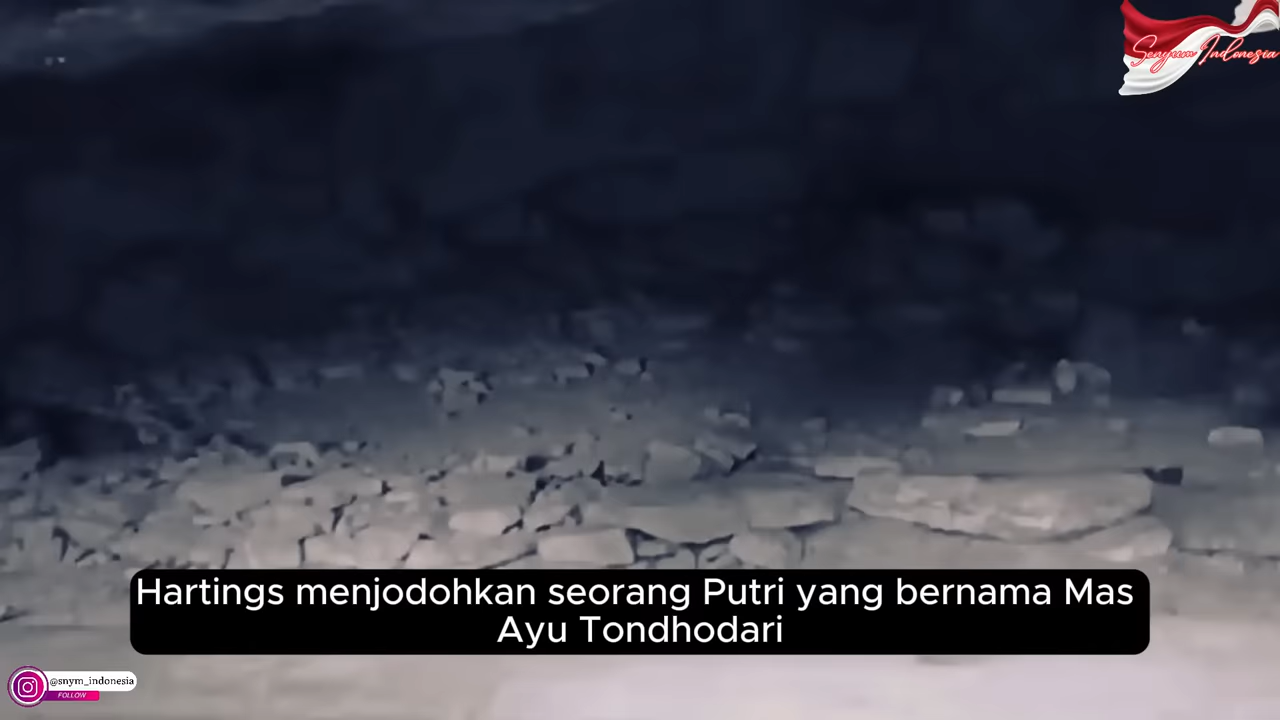 Senyum Indonesia
Hartings menjodohkan seorang Putri yang bernama Mas
Ayu Tondhodari
@snym_indonesia
FOLLOW